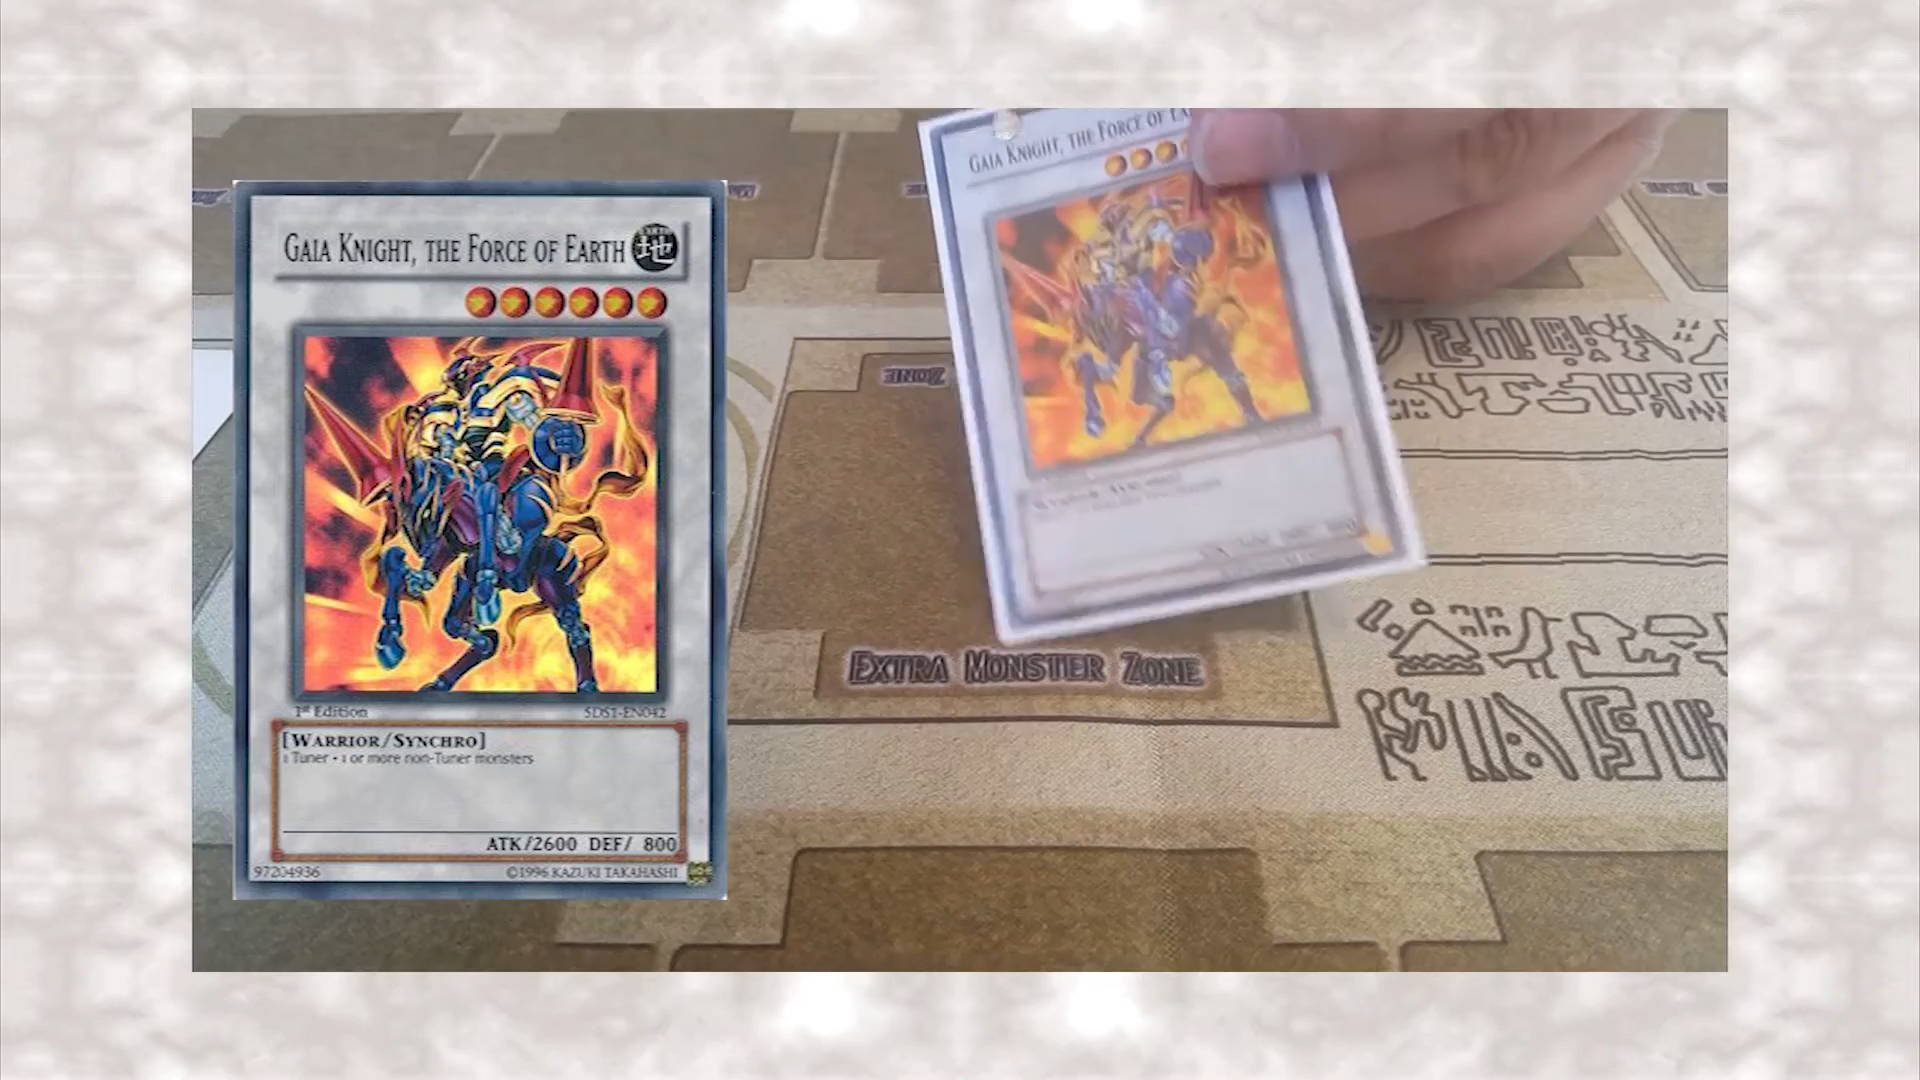 GAIA KNIGHT, THE FORCE OF EARTH
EARTH
地
1st Edition
5DS1-EN042
[WARRIOR/SYNCHRO]
1 Tuner + 1 or more non-Tuner monsters
ATK/2600 DEF/ 800
97204936
©1996 KAZUKI TAKAHASHI
GAIA KNIGHT, THE FORCE OF
ZONE
EXTRA MONSTER ZONE